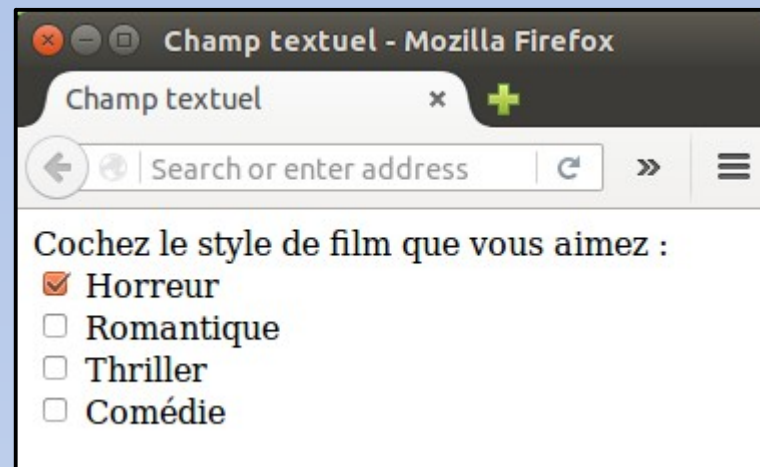 Champ textuel - Mozilla Firefox
Champ textuel
Search or enter address
Cochez le style de film que vous aimez :
Horreur
Romantique
Thriller
Comédie